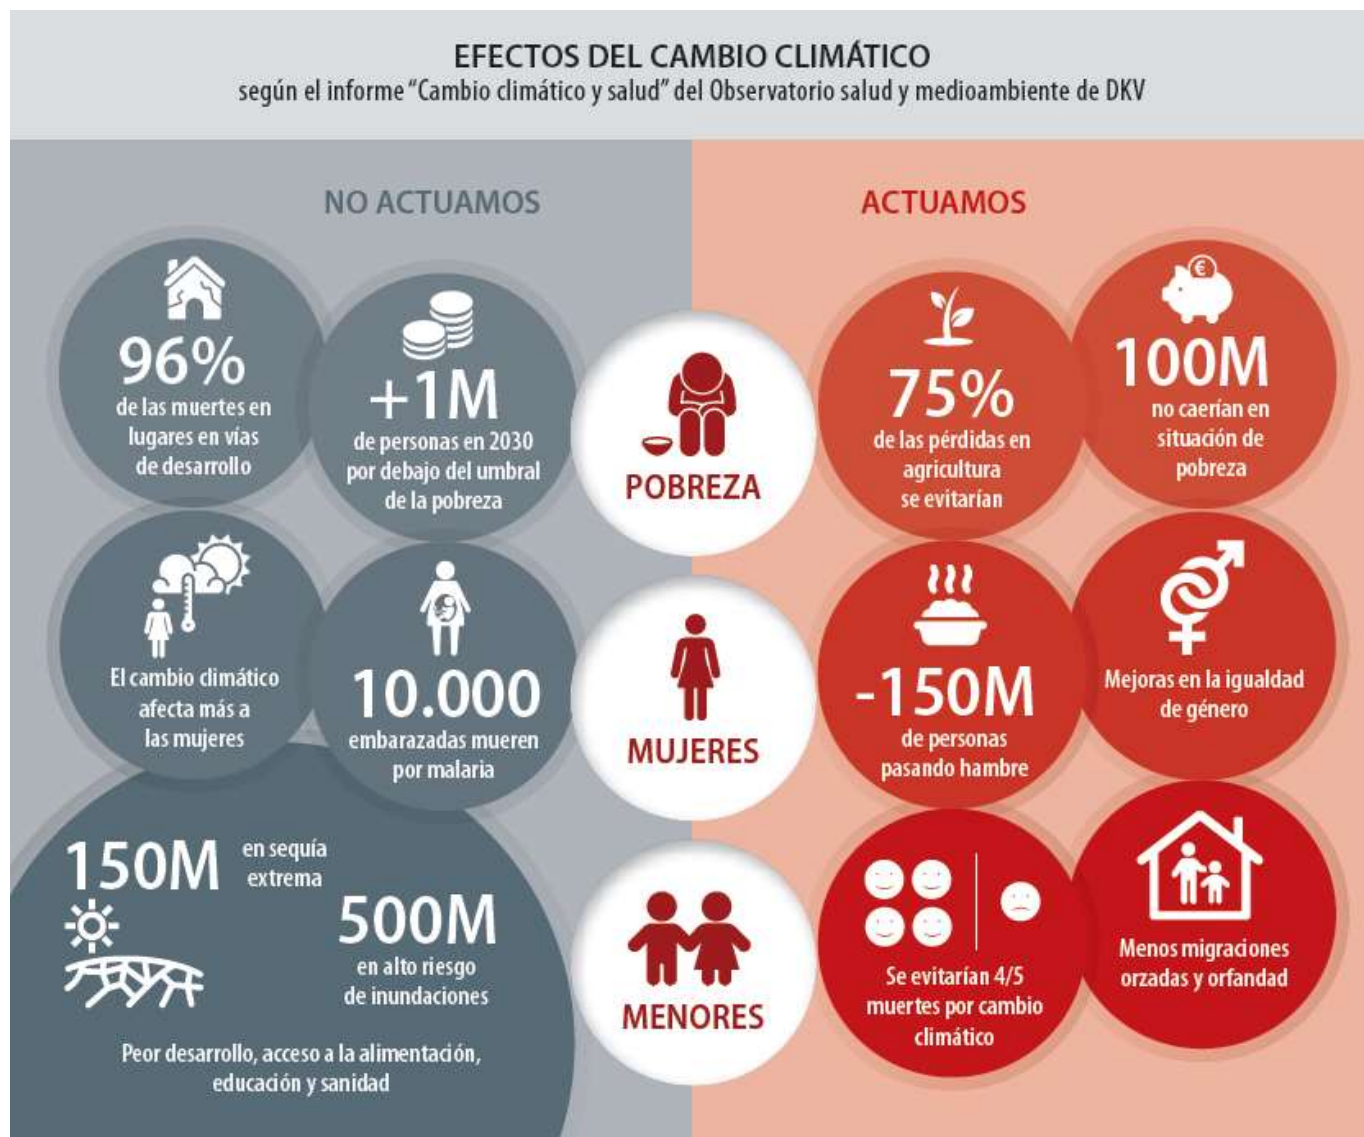 EFECTOS DEL CAMBIO CLIMÁTICO
según el informe “Cambio climático y salud” del Observatorio salud y medioambiente de DKV
NO ACTUAMOS
ACTUAMOS
96%
de las muertes en
lugares en vías
de desarrollo
+1M
de personas en 2030
por debajo del umbral
de la pobreza
POBREZA
75%
de las pérdidas en
agricultura
se evitarían
€
100M
no caerían en
situación de
pobreza
El cambio climático
afecta más a
las mujeres
10.000
embarazadas mueren
por malaria
MUJERES
-150M
de personas
pasando hambre
Mejoras en la igualdad
de género
150M
en sequía
extrema
500M
en alto riesgo
de inundaciones
Peor desarrollo, acceso a la alimentación,
educación y sanidad
MENORES
Se evitarían 4/5
muertes por cambio
climático
Menos migraciones
orzadas y orfandad